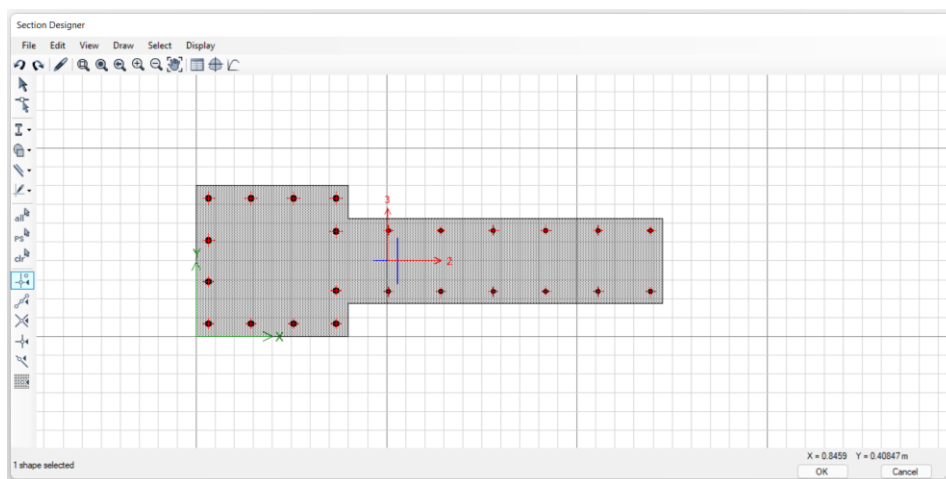 Section Designer
File Edit View Draw Select Display
all
PS
clr
3
2
Y
X
1 shape selected
X = 0.8459 Y = 0.40847 m
OK Cancel